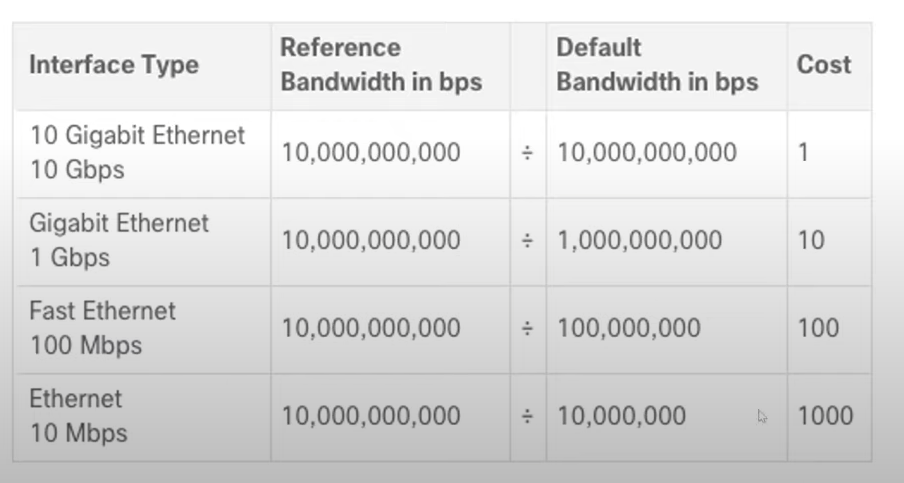 Interface Type
Reference
Bandwidth in bps
Default
Bandwidth in bps
Cost
10 Gigabit Ethernet
10 Gbps
10,000,000,000
÷
10,000,000,000
1
Gigabit Ethernet
1 Gbps
10,000,000,000
÷
1,000,000,000
10
Fast Ethernet
100 Mbps
10,000,000,000
÷
100,000,000
100
Ethernet
10 Mbps
10,000,000,000
÷
10,000,000
1000